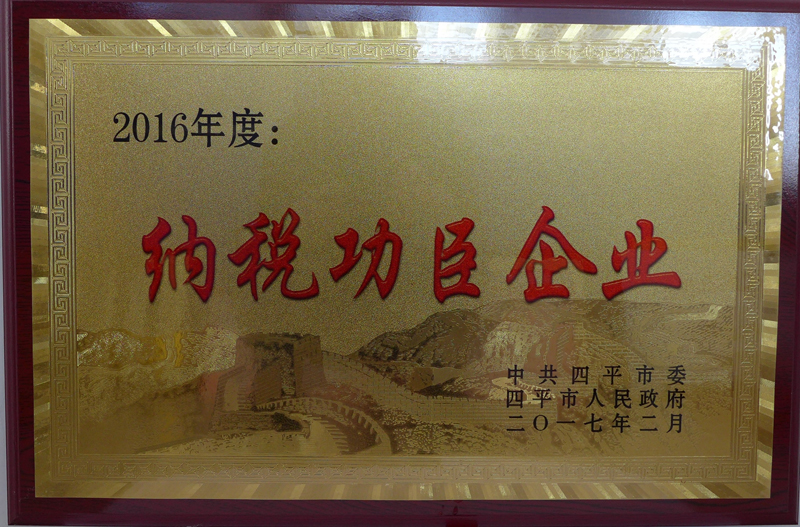 2016年度：
纳税功臣企业
中共四平市委
四平市人民政府
二〇一七年二月